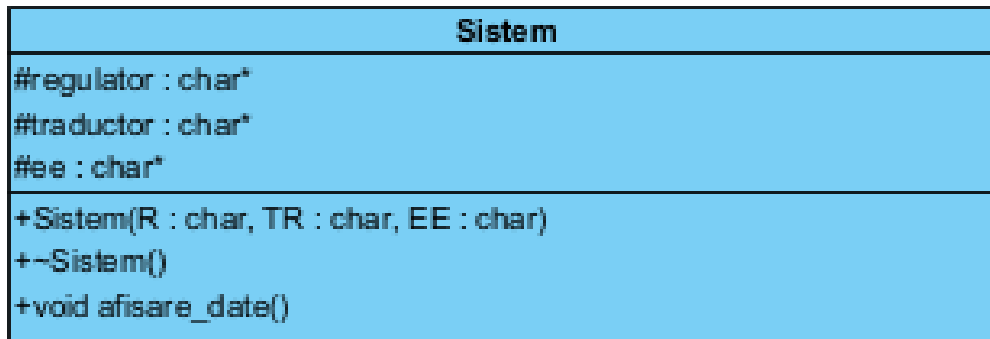 Sistem
#regulator : char*
#traductor : char*
#ee : char*
+Sistem(R : char, TR : char, EE : char)
+~Sistem()
+void afisare_date()